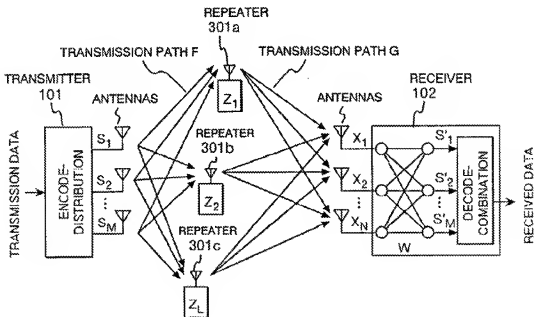 REPEATER
301a
TRANSMISSION PATH F
TRANSMISSION PATH G
TRANSMITTER
101
ANTENNAS
Z1
ANTENNAS
RECEIVER
102
TRANSMISSION DATA
ENCODE-
DISTRIBUTION
S1
S2
SM
REPEATER
301b
Z2
REPEATER
301c
ZL
X1
X2
XN
W
S'1
S'2
S'M
DECODE-
COMBINATION
RECEIVED DATA